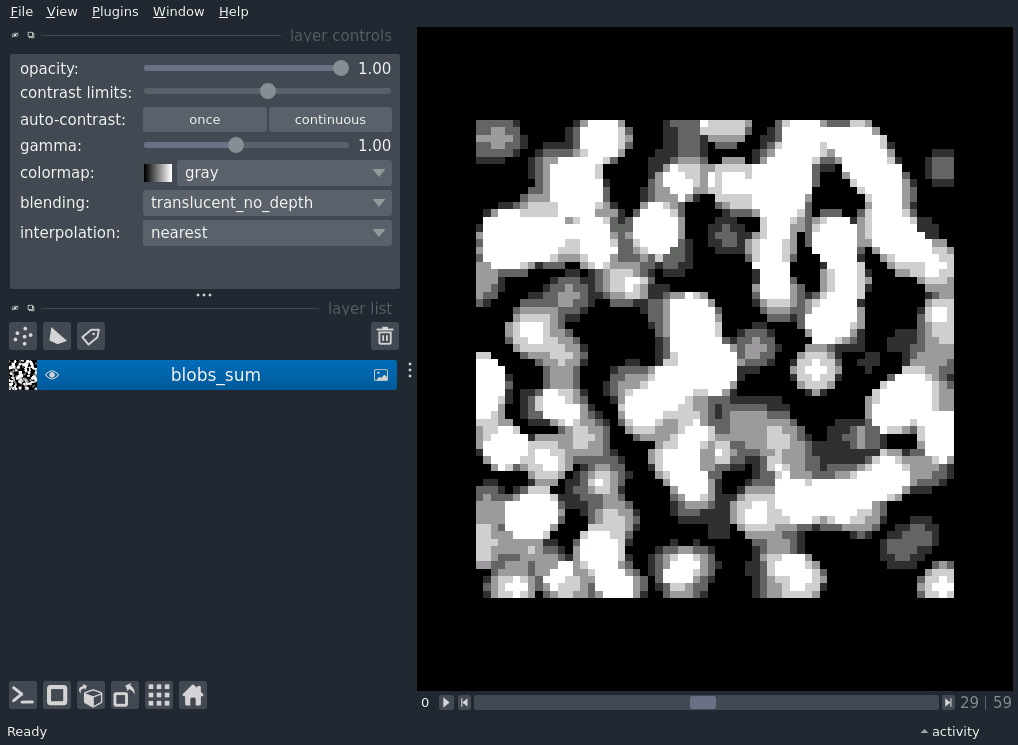 File View Plugins Window Help
layer controls
opacity: 1.00
contrast limits:
auto-contrast: once continuous
gamma: 1.00
colormap: gray
blending: translucent_no_depth
interpolation: nearest
layer list
blobs_sum
0 29 | 59
Ready activity